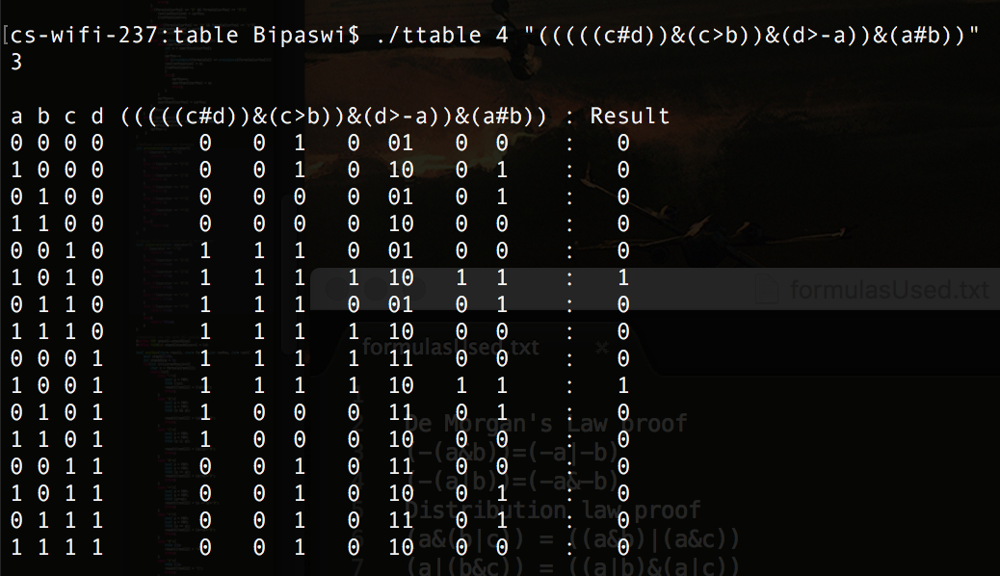 [cs-wifi-237:table Bipaswi$ ./ttable 4 "(((((c#d))&(c>b))&(d>-a))&(a#b))"
3
a b c d (((((c#d))&(c>b))&(d>-a))&(a#b)) : Result
0 0 0 0       0   0  1   0  01   0  0    :   0
1 0 0 0       0   0  1   0  10   0  1    :   0
0 1 0 0       0   0  0   0  01   0  1    :   0
1 1 0 0       0   0  0   0  10   0  0    :   0
0 0 1 0       1   1  1   0  01   0  0    :   0
1 0 1 0       1   1  1   1  10   1  1    :   1
formulasUsed.txt
0 1 1 0       1   1  1   0  01   0  1    :   0
1 1 1 0       1   1  1   1  10   0  0    :   0
formulasUsed.txt
0 0 0 1       1   1  1   1  11   0  0    :   0
1 0 0 1       1   1  1   1  10   1  1    :   1
0 1 0 1       1   0  0   0  11   0  1    :   0
De Morgan's Law proof
1 1 0 1       1   0  0   0  10   0  0    :   0
(-(a&b))=(-a|-b)
0 0 1 1       0   0  1   0  11   0  0    :   0
(-(a|b))=(-a&-b)
1 0 1 1       0   0  1   0  10   0  1    :   0
Distribution law proof
0 1 1 1       0   0  1   0  11   0  1    :   0
(a&(b|c)) = ((a&b)|(a&c))
1 1 1 1       0   0  1   0  10   0  0    :   0
(a|(b&c)) = ((a|b)&(a|c))